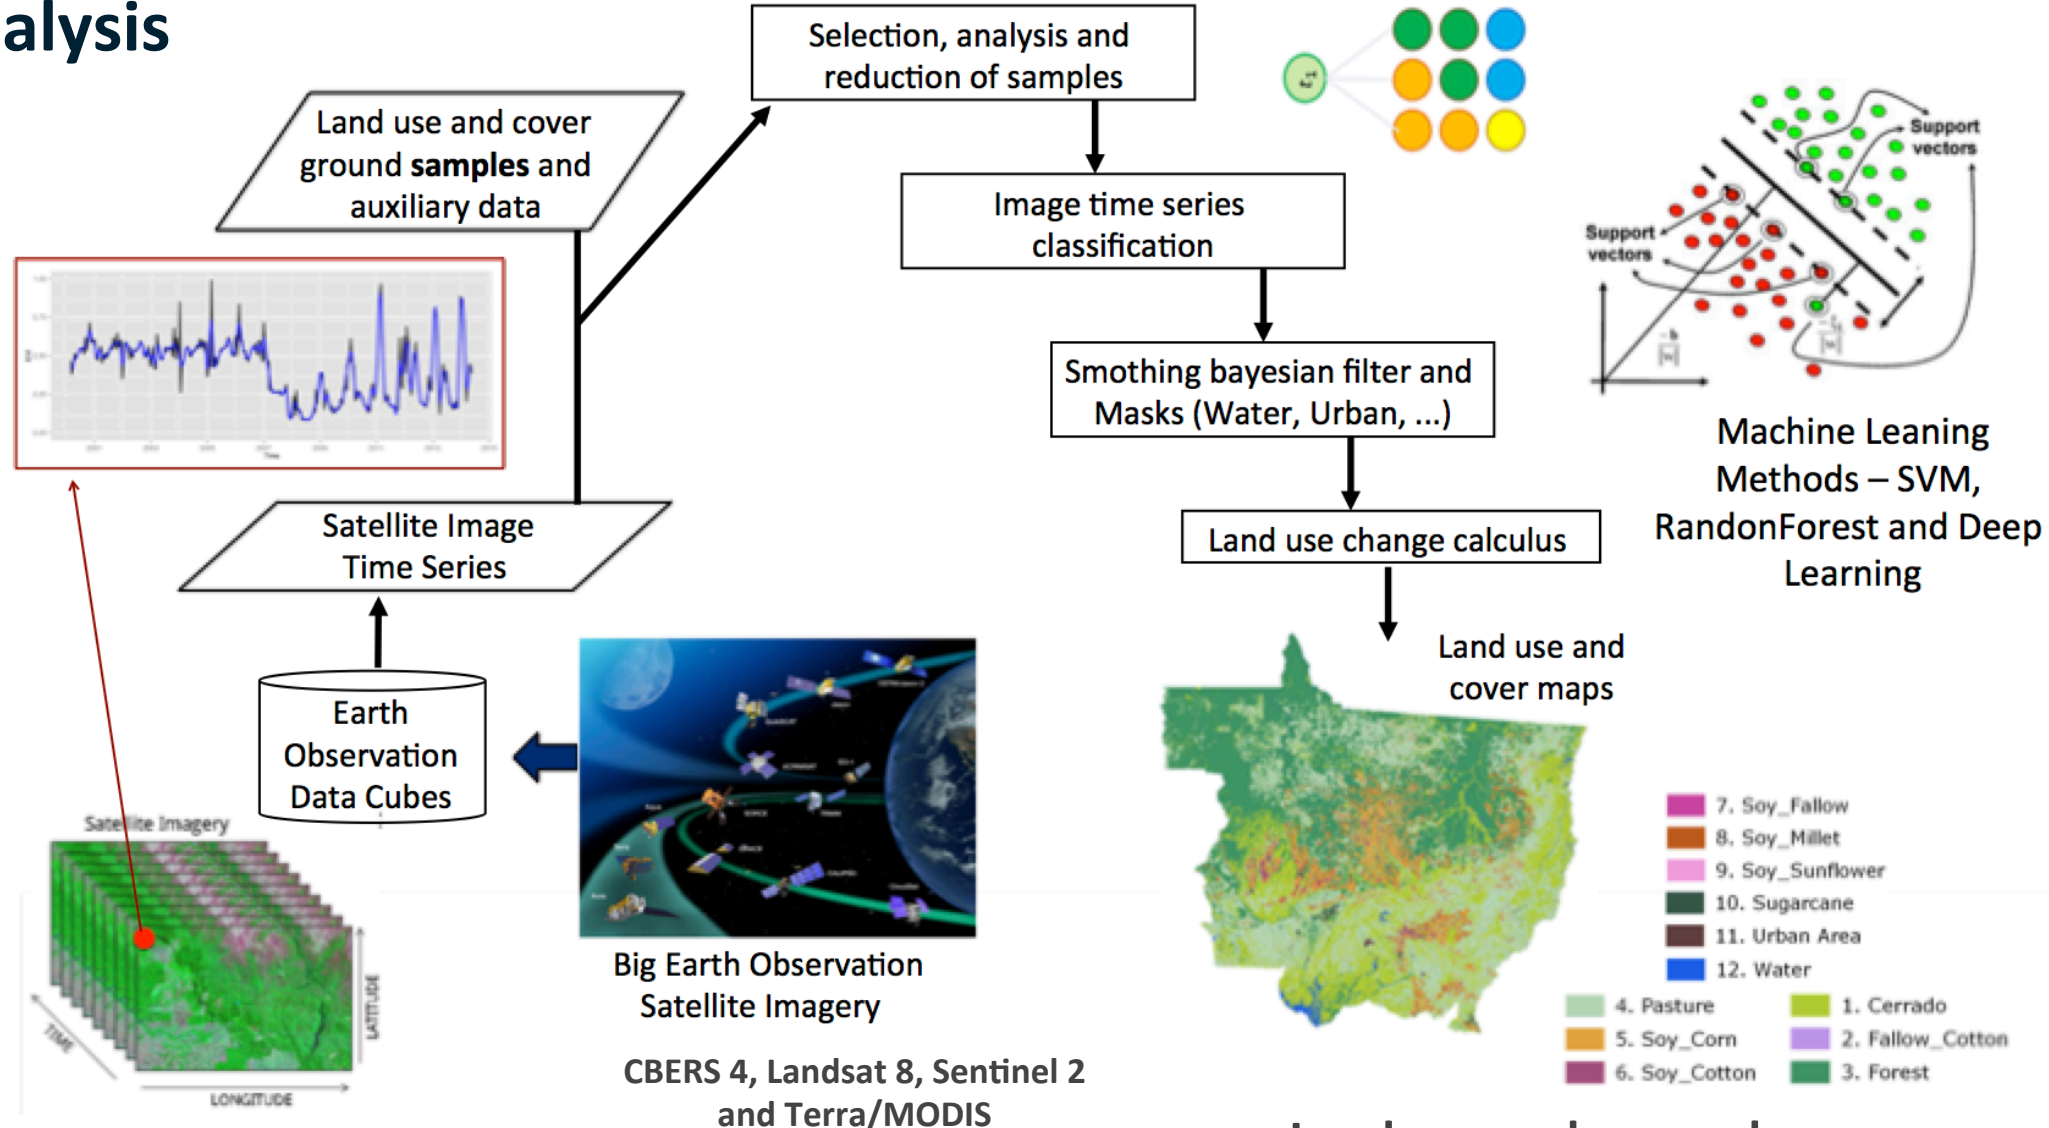 alysis
Selection, analysis and
reduction of samples
Land use and cover
ground samples and
auxiliary data
Image time series
classification
Support
vectors
Support
vectors
Smothing bayesian filter and
Masks (Water, Urban, ...)
Machine Leaning
Methods – SVM,
RandonForest and Deep
Learning
Satellite Image
Time Series
Land use change calculus
Land use and
cover maps
Earth
Observation
Data Cubes
Satellite Imagery
TIME
LATITUDE
LONGITUDE
Big Earth Observation
Satellite Imagery
CBERS 4, Landsat 8, Sentinel 2
and Terra/MODIS
7. Soy_Fallow
8. Soy_Millet
9. Soy_Sunflower
10. Sugarcane
11. Urban Area
12. Water
4. Pasture
5. Soy_Corn
6. Soy_Cotton
1. Cerrado
2. Fallow_Cotton
3. Forest